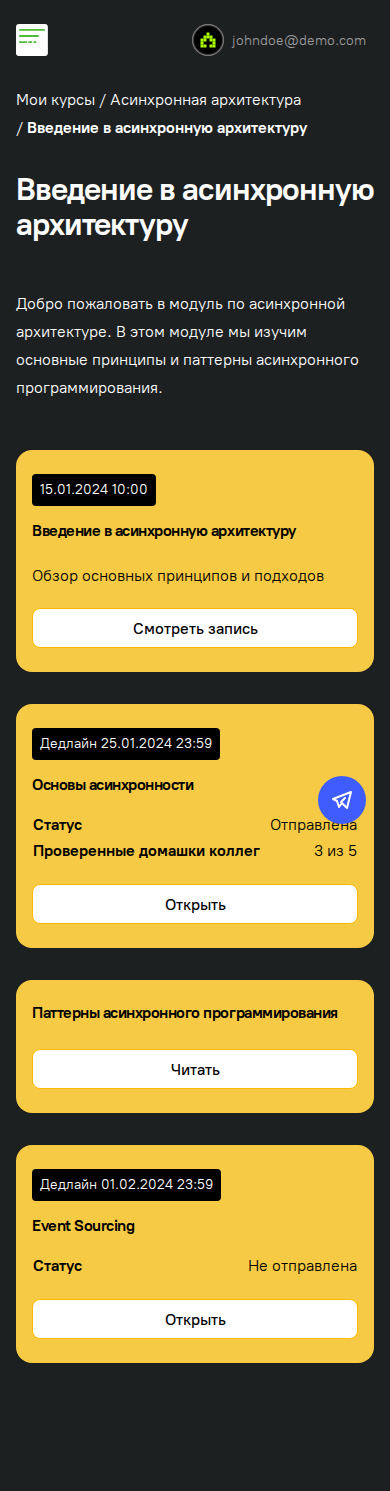 johndoe@demo.com
Мои курсы / Асинхронная архитектура
/ Введение в асинхронную архитектуру
Введение в асинхронную
архитектуру
Добро пожаловать в модуль по асинхронной
архитектуре. В этом модуле мы изучим
основные принципы и паттерны асинхронного
программирования.
15.01.2024 10:00
Введение в асинхронную архитектуру
Обзор основных принципов и подходов
Смотреть запись
Дедлайн 25.01.2024 23:59
Основы асинхронности
Статус Отправлена
Проверенные домашки коллег 3 из 5
Открыть
Паттерны асинхронного программирования
Читать
Дедлайн 01.02.2024 23:59
Event Sourcing
Статус Не отправлена
Открыть